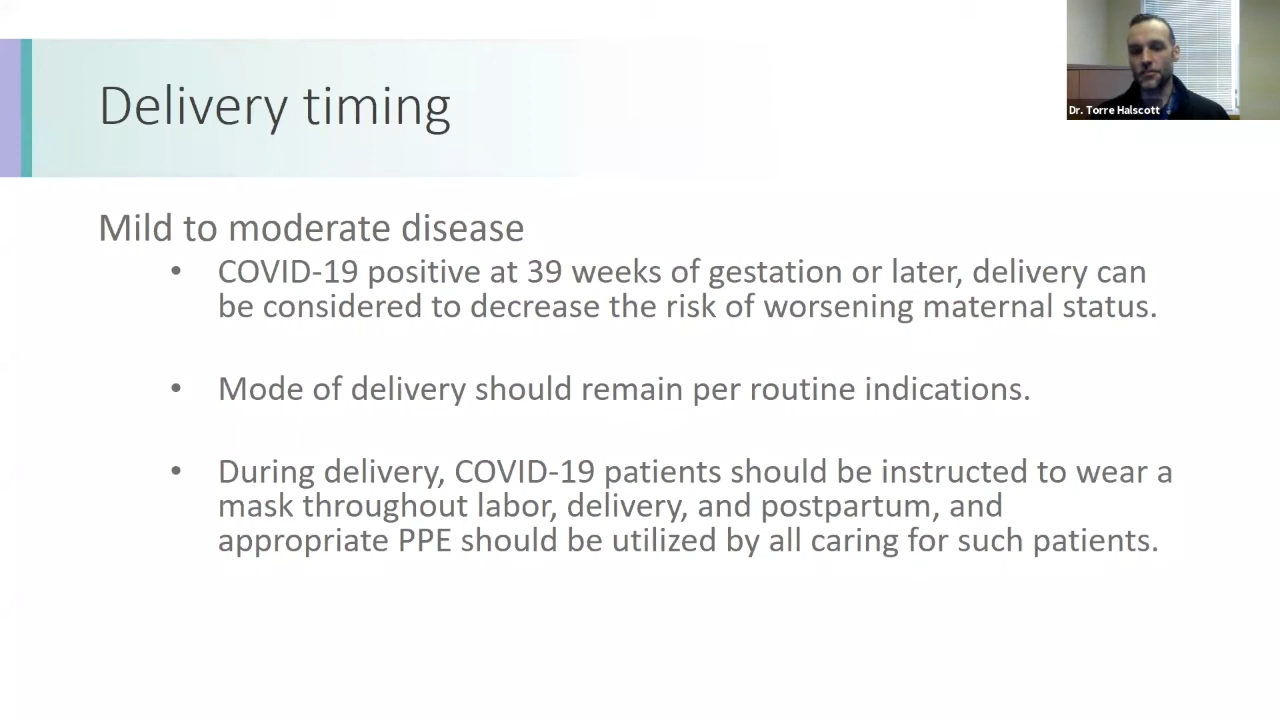 Delivery timing
Dr. Torre Halscott
Mild to moderate disease
• COVID-19 positive at 39 weeks of gestation or later, delivery can
be considered to decrease the risk of worsening maternal status.
• Mode of delivery should remain per routine indications.
• During delivery, COVID-19 patients should be instructed to wear a
mask throughout labor, delivery, and postpartum, and
appropriate PPE should be utilized by all caring for such patients.